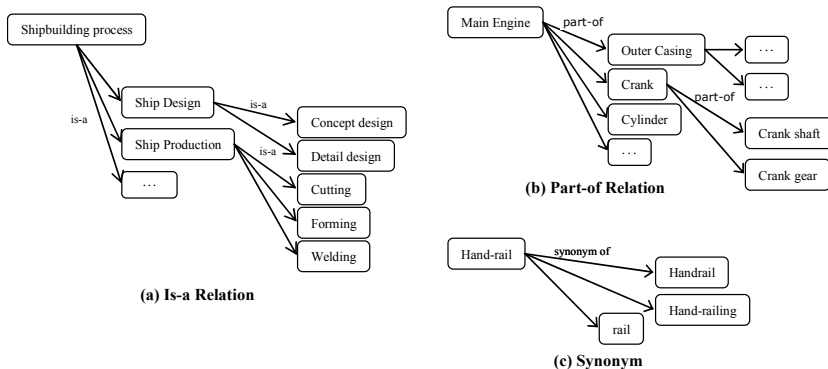 Shipbuilding process
is-a
Ship Design
is-a
Concept design
Detail design
Ship Production
is-a
Cutting
Forming
Welding
...
(a) Is-a Relation
Main Engine
part-of
Outer Casing
...
...
Crank
part-of
Crank shaft
Crank gear
Cylinder
...
(b) Part-of Relation
Hand-rail
synonym of
Handrail
Hand-railing
rail
(c) Synonym